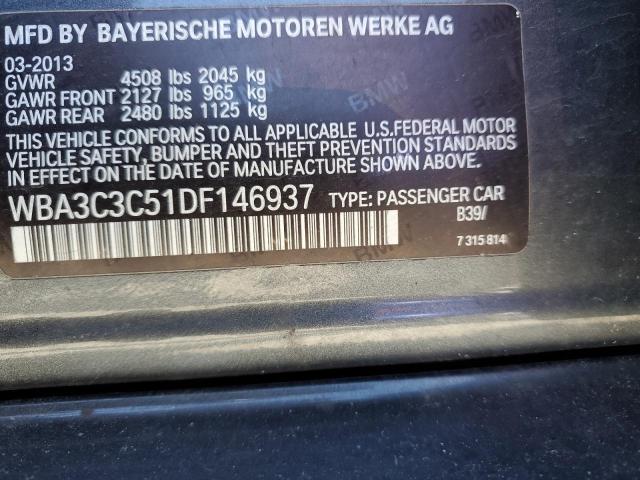 MFD BY BAYERISCHE MOTOREN WERKE AG
03-2013
GVWR 4508 lbs 2045 kg
GAWR FRONT 2127 lbs 965 kg
GAWR REAR 2480 lbs 1125 kg
THIS VEHICLE CONFORMS TO ALL APPLICABLE U.S.FEDERAL MOTOR
VEHICLE SAFETY, BUMPER AND THEFT PREVENTION STANDARDS
IN EFFECT ON THE DATE OF MANUFACTURE SHOWN ABOVE.
WBA3C3C51DF146937 TYPE: PASSENGER CAR
B39/
7 315 814
BMW
BMW
BMW